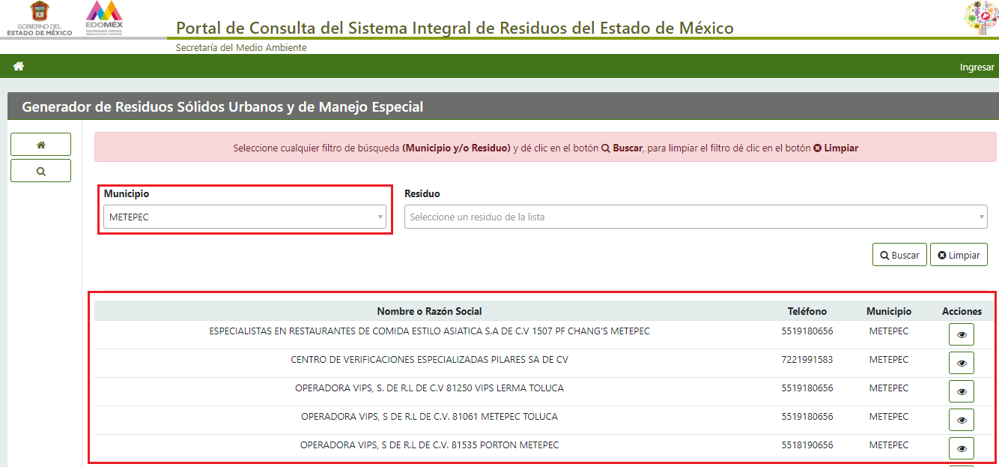 GOBIERNO DEL
ESTADO DE MÉXICO
EDOMÉX
DECISIONES FIRMES,
RESULTADOS FUERTES.
Portal de Consulta del Sistema Integral de Residuos del Estado de México
Secretaría del Medio Ambiente
Ingresar
Generador de Residuos Sólidos Urbanos y de Manejo Especial
Seleccione cualquier filtro de búsqueda (Municipio y/o Residuo) y dé clic en el botón Buscar, para limpiar el filtro dé clic en el botón Limpiar
Municipio Residuo
METEPEC Seleccione un residuo de la lista
Buscar Limpiar
Nombre o Razón Social Teléfono Municipio Acciones
ESPECIALISTAS EN RESTAURANTES DE COMIDA ESTILO ASIATICA S.A DE C.V 1507 PF CHANG'S METEPEC 5519180656 METEPEC
CENTRO DE VERIFICACIONES ESPECIALIZADAS PILARES SA DE CV 7221991583 METEPEC
OPERADORA VIPS, S. DE R.L DE C.V 81250 VIPS LERMA TOLUCA 5519180656 METEPEC
OPERADORA VIPS, S DE R.L DE C.V. 81061 METEPEC TOLUCA 5519180656 METEPEC
OPERADORA VIPS, S DE R.L DE C.V. 81535 PORTON METEPEC 5518190656 METEPEC